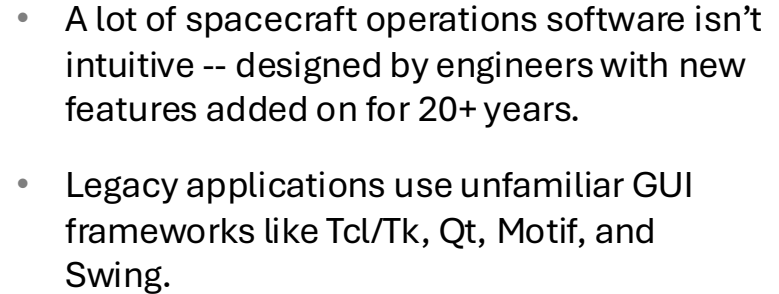 • A lot of spacecraft operations software isn’t
intuitive -- designed by engineers with new
features added on for 20+ years.
• Legacy applications use unfamiliar GUI
frameworks like Tcl/Tk, Qt, Motif, and
Swing.